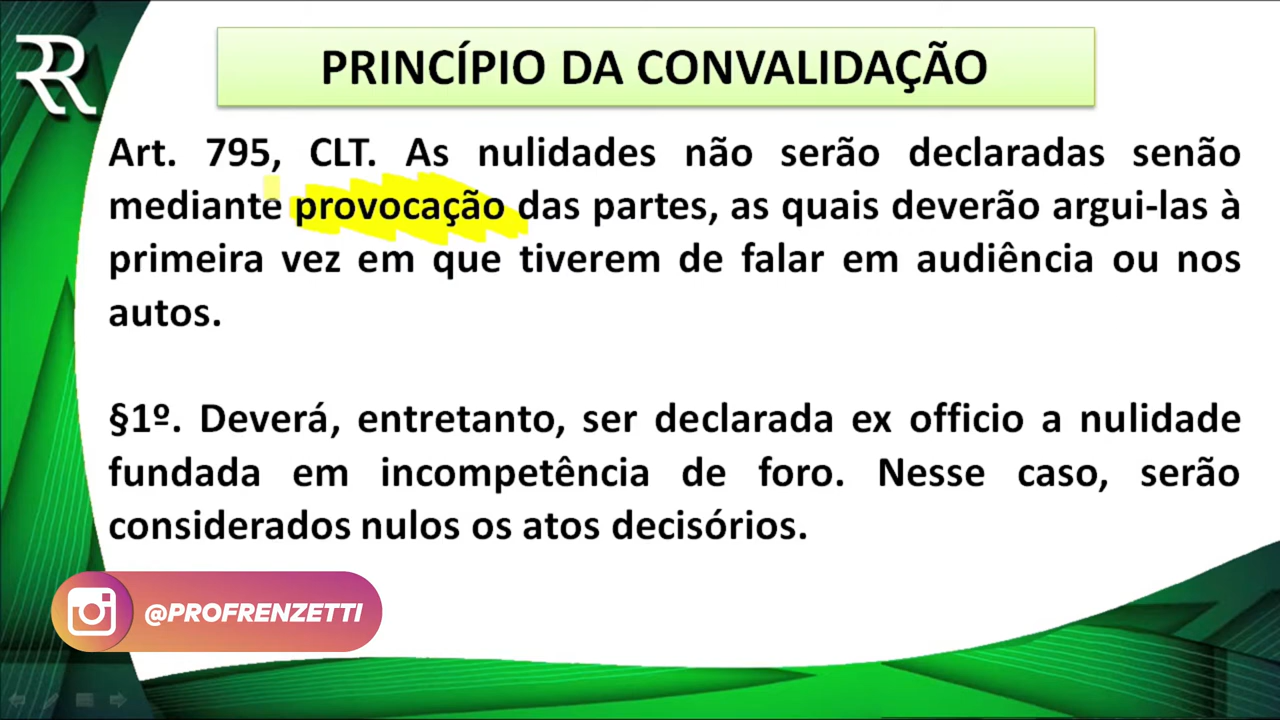 PRINCÍPIO DA CONVALIDAÇÃO
Art. 795, CLT. As nulidades não serão declaradas senão
mediante provocação das partes, as quais deverão argui-las à
primeira vez em que tiverem de falar em audiência ou nos
autos.
§1º. Deverá, entretanto, ser declarada ex officio a nulidade
fundada em incompetência de foro. Nesse caso, serão
considerados nulos os atos decisórios.
@PROFRENZETTI